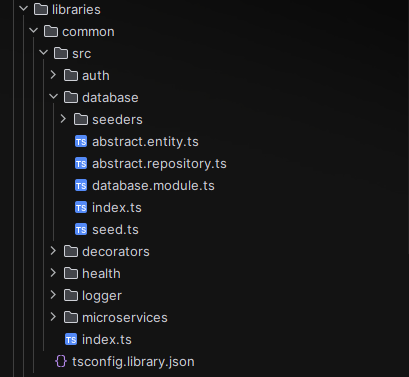 libraries
common
src
auth
database
seeders
TS abstract.entity.ts
TS abstract.repository.ts
TS database.module.ts
TS index.ts
TS seed.ts
decorators
health
logger
microservices
TS index.ts
{} tsconfig.library.json